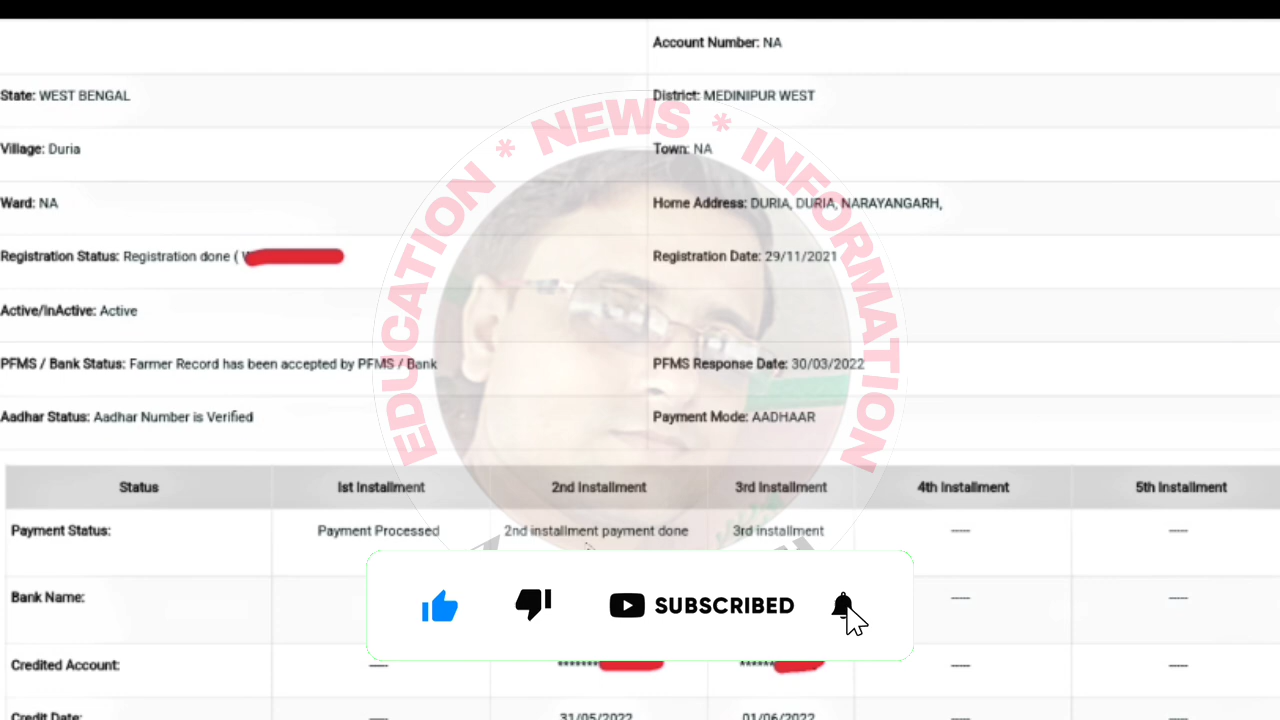 Account Number: NA
State: WEST BENGAL District: MEDINIPUR WEST
Village: Duria Town: NA
Ward: NA Home Address: DURIA, DURIA, NARAYANGARH,
Registration Status: Registration done ( Registration Date: 29/11/2021
Active/InActive: Active
PFMS / Bank Status: Farmer Record has been accepted by PFMS / Bank PFMS Response Date: 30/03/2022
Aadhar Status: Aadhar Number is Verified Payment Mode: AADHAAR
EDUCATION * NEWS * INFORMATION
Status Ist Installment 2nd Installment 3rd Installment 4th Installment 5th Installment
Payment Status: Payment Processed 2nd installment payment done 3rd installment ----- -----
Bank Name: ----- -----
SUBSCRIBED
Credited Account: ----- ******* ****** ----- -----
Credit Date: ----- 31/05/2022 01/06/2022